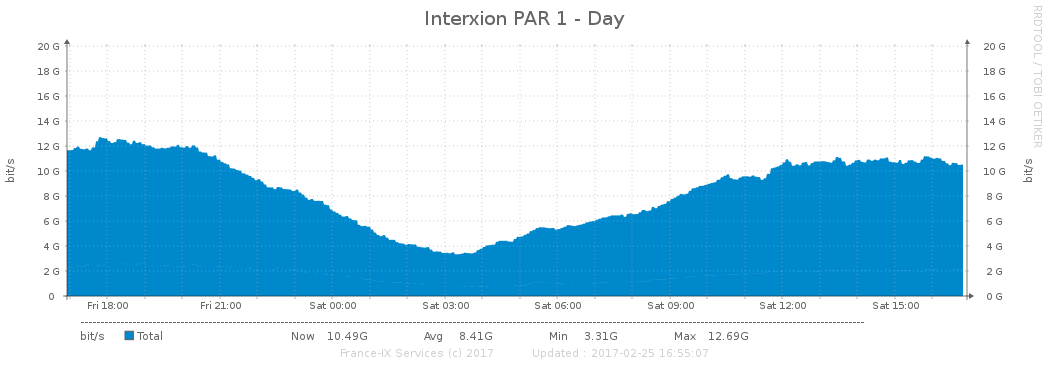 Interxion PAR 1 - Day
RRDTOOL / TOBI OETIKER
bit/s
20 G 20 G
18 G 18 G
16 G 16 G
14 G 14 G
12 G 12 G
10 G 10 G
8 G 8 G
6 G 6 G
4 G 4 G
2 G 2 G
0 0 G
bit/s
Fri 18:00 Fri 21:00 Sat 00:00 Sat 03:00 Sat 06:00 Sat 09:00 Sat 12:00 Sat 15:00
bit/s Total Now 10.49G Avg 8.41G Min 3.31G Max 12.69G
France-IX Services (c) 2017 Updated : 2017-02-25 16:55:07